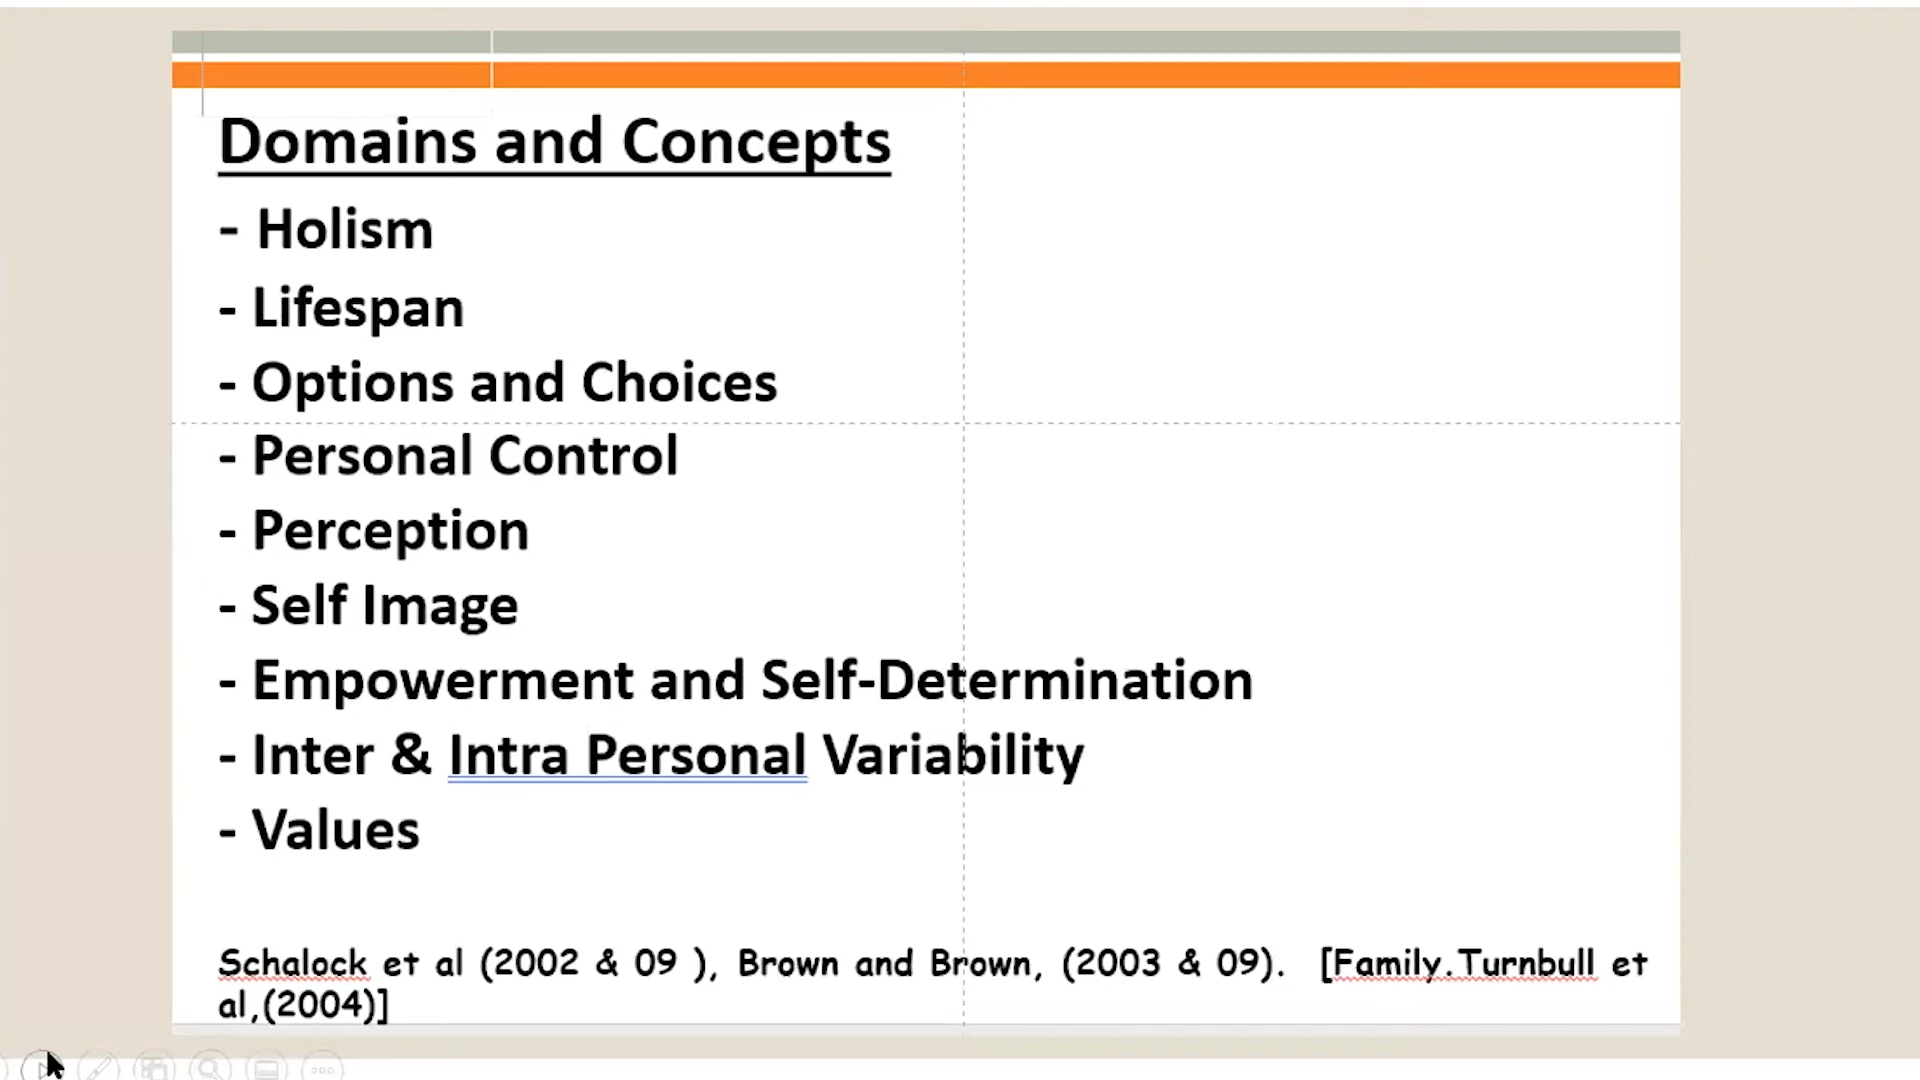 Domains and Concepts
- Holism
- Lifespan
- Options and Choices
- Personal Control
- Perception
- Self Image
- Empowerment and Self-Determination
- Inter & Intra Personal Variability
- Values
Schalock et al (2002 & 09 ), Brown and Brown, (2003 & 09). [Family.Turnbull et
al,(2004)]